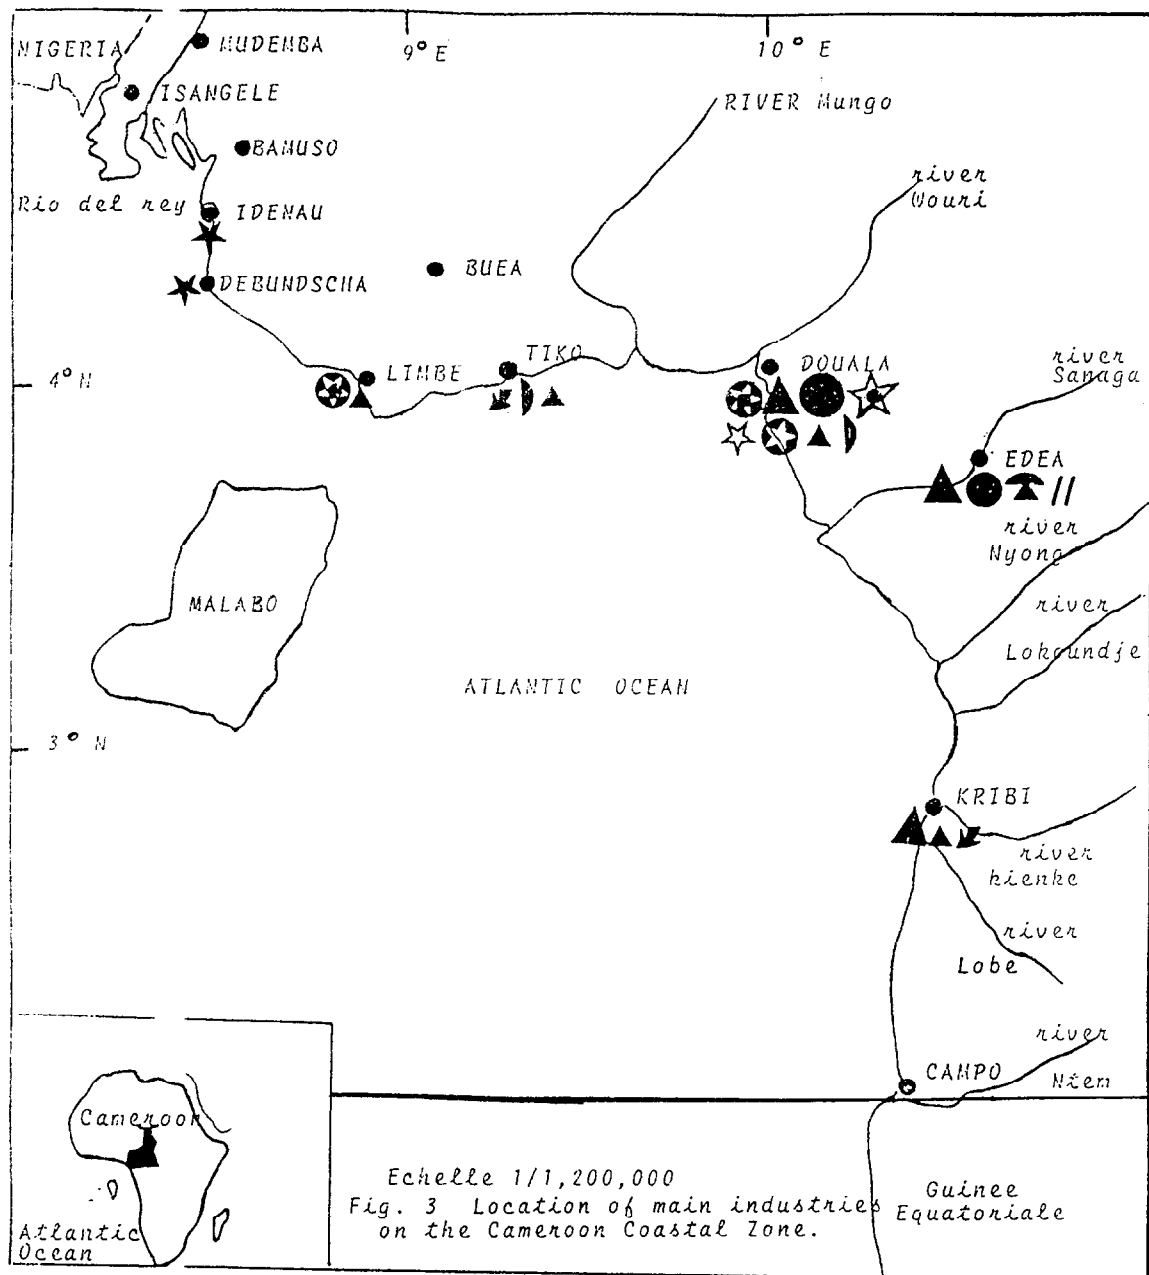 9° E
10° E
NIGERIA
MUDEMBA
ISANGELE
RIVER Mungo
BAMUSO
river
Wouri
Rio del rey
IDENAU
BUEA
DEBUNDSCHA
TIKO
DOUALA
river
Sanaga
4° N
LIMBE
EDEA
river
Nyong
MALABO
river
Lokoundje
ATLANTIC OCEAN
3° N
KRIBI
river
kienke
river
Lobe
river
CAMPO
Ntem
Cameroon
Echelle 1/1,200,000
Fig. 3 Location of main industries
on the Cameroon Coastal Zone.
Guinee
Equatoriale
Atlantic
Ocean